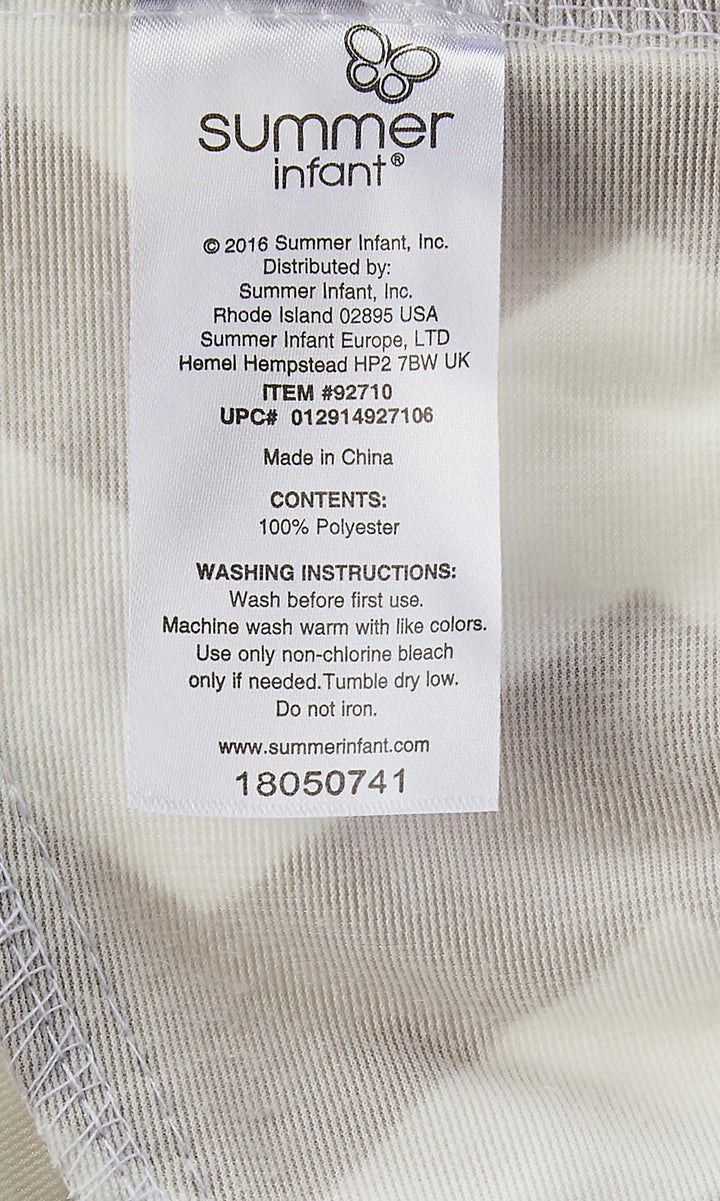 summer
infant®
© 2016 Summer Infant, Inc.
Distributed by:
Summer Infant, Inc.
Rhode Island 02895 USA
Summer Infant Europe, LTD
Hemel Hempstead HP2 7BW UK
ITEM #92710
UPC# 012914927106
Made in China
CONTENTS:
100% Polyester
WASHING INSTRUCTIONS:
Wash before first use.
Machine wash warm with like colors.
Use only non-chlorine bleach
only if needed.Tumble dry low.
Do not iron.
www.summerinfant.com
18050741